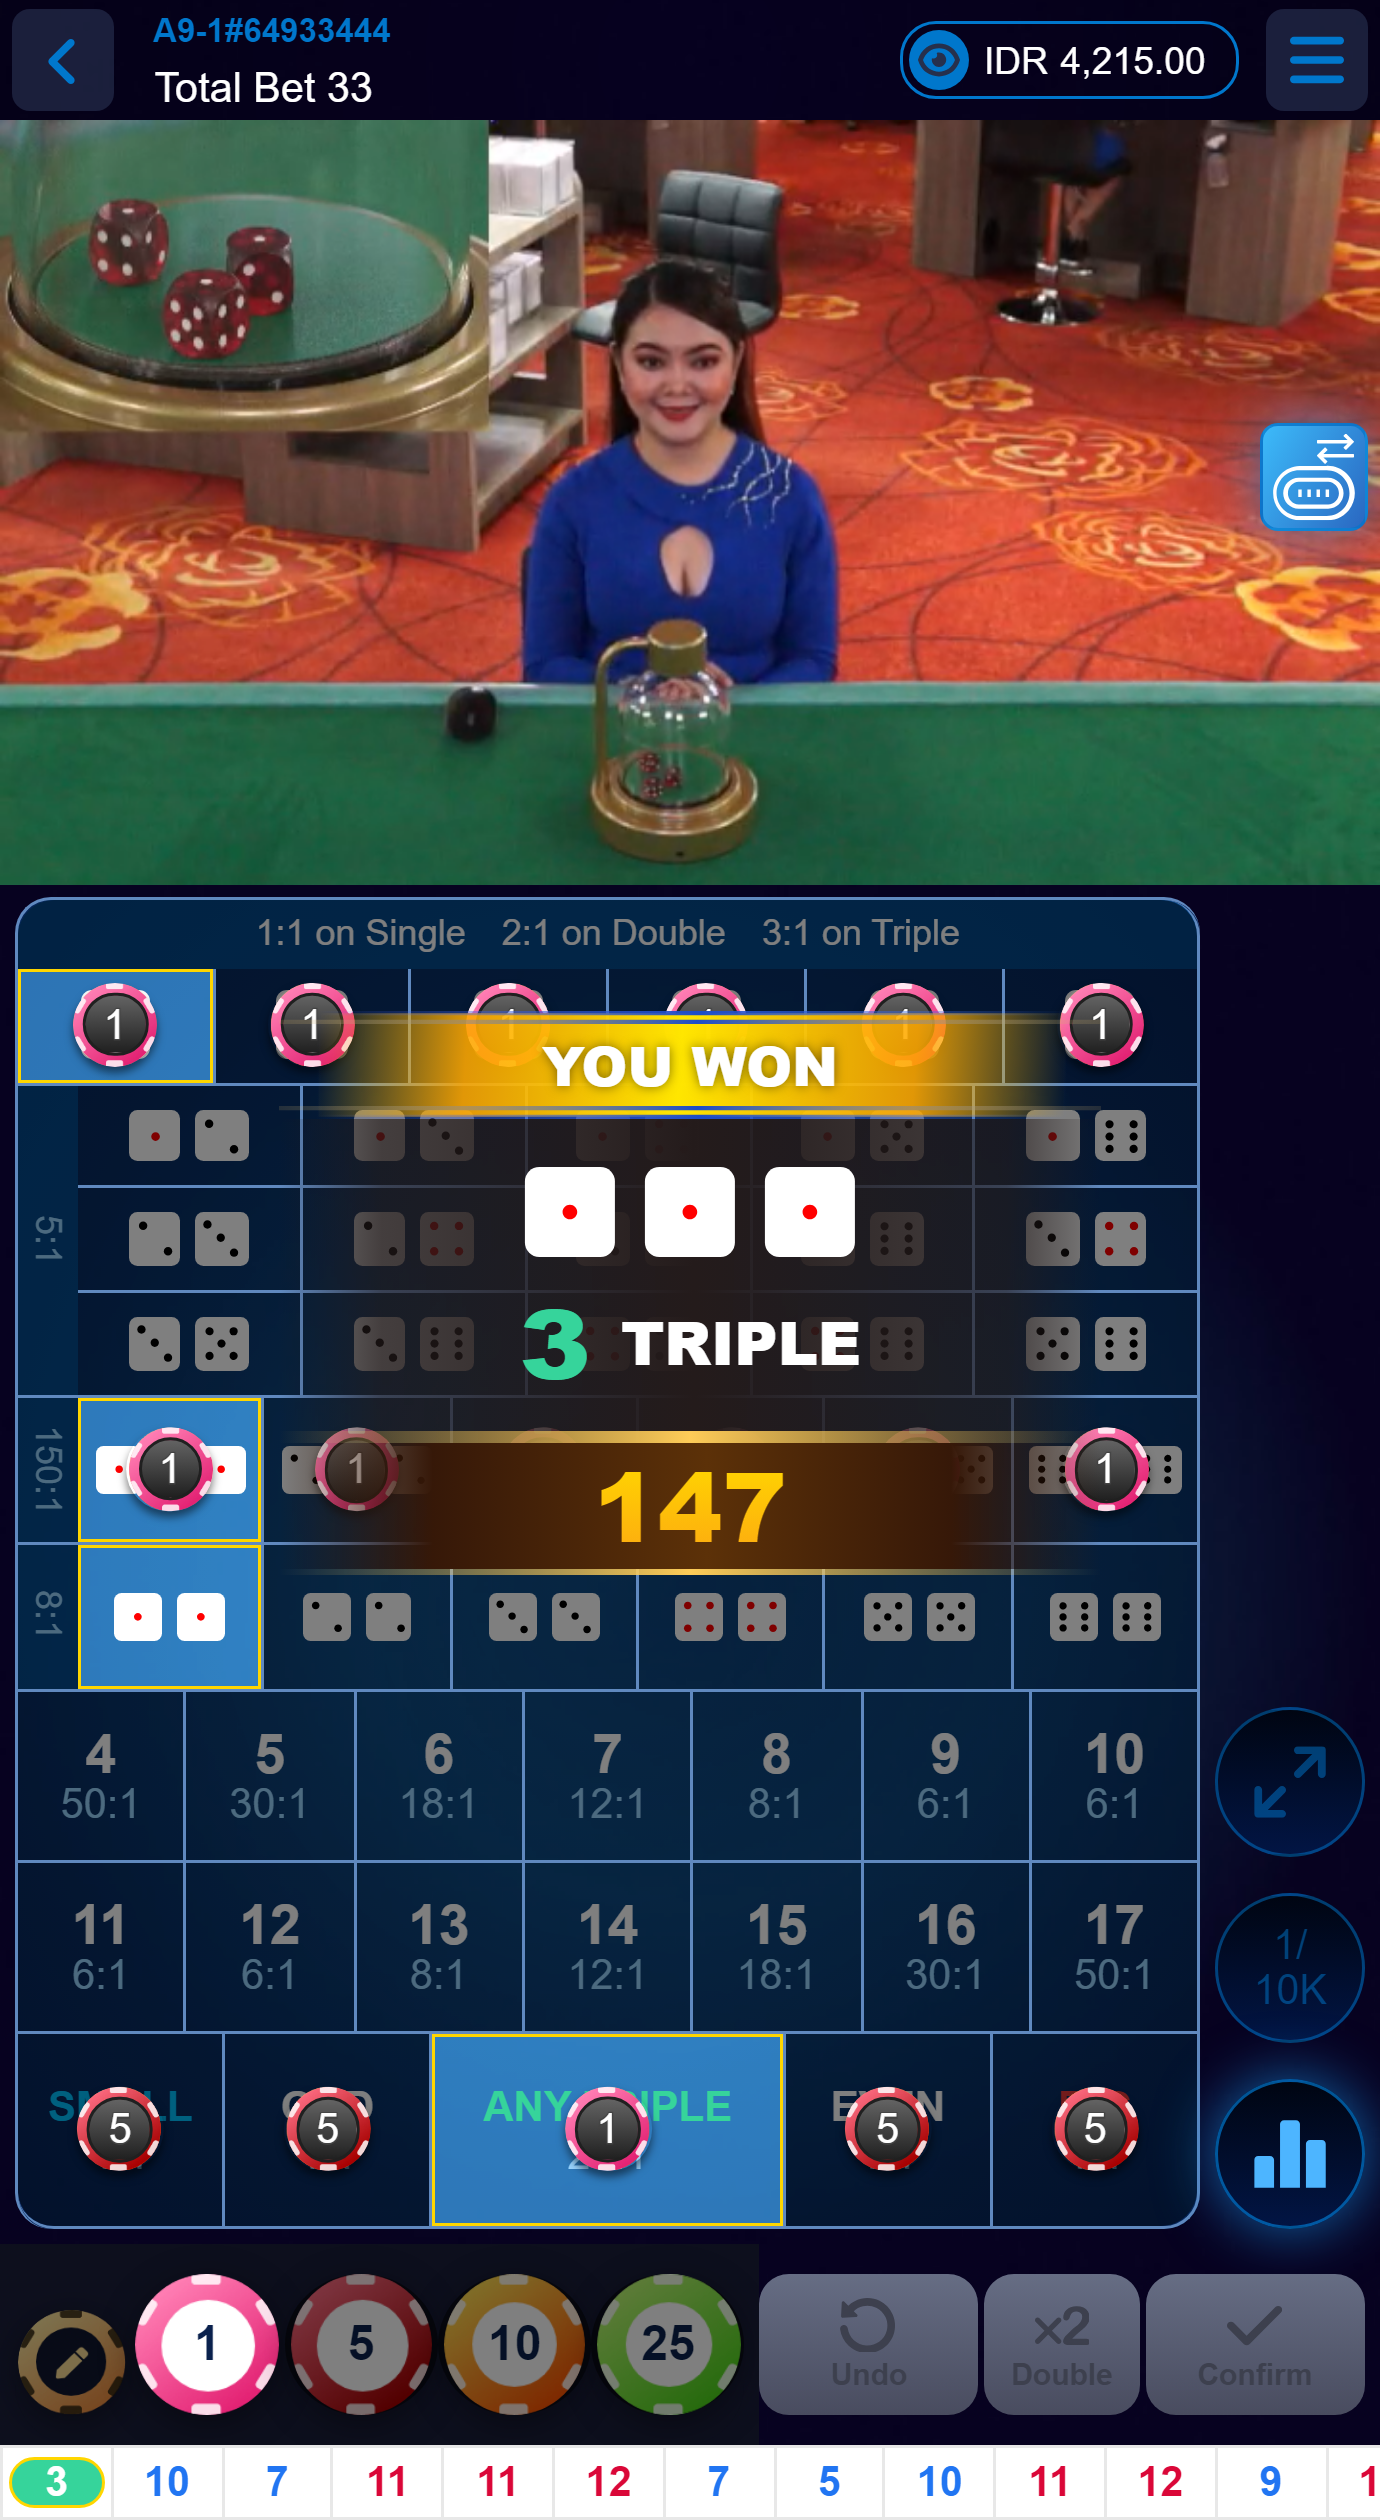 A9-1#64933444
Total Bet 33
IDR 4,215.00
1:1 on Single 2:1 on Double 3:1 on Triple
1 1 1 1 1
YOU WON
5:1
3 TRIPLE
150:1
1 1 1
147
8:1
4 5 6 7 8 9 10
50:1 30:1 18:1 12:1 8:1 6:1 6:1
11 12 13 14 15 16 17
6:1 6:1 8:1 12:1 18:1 30:1 50:1
1/
10K
ANY
5 5 1 5 5
1 5 10 25
Undo
x2
Double
Confirm
3 10 7 11 11 12 7 5 10 11 12 9 1